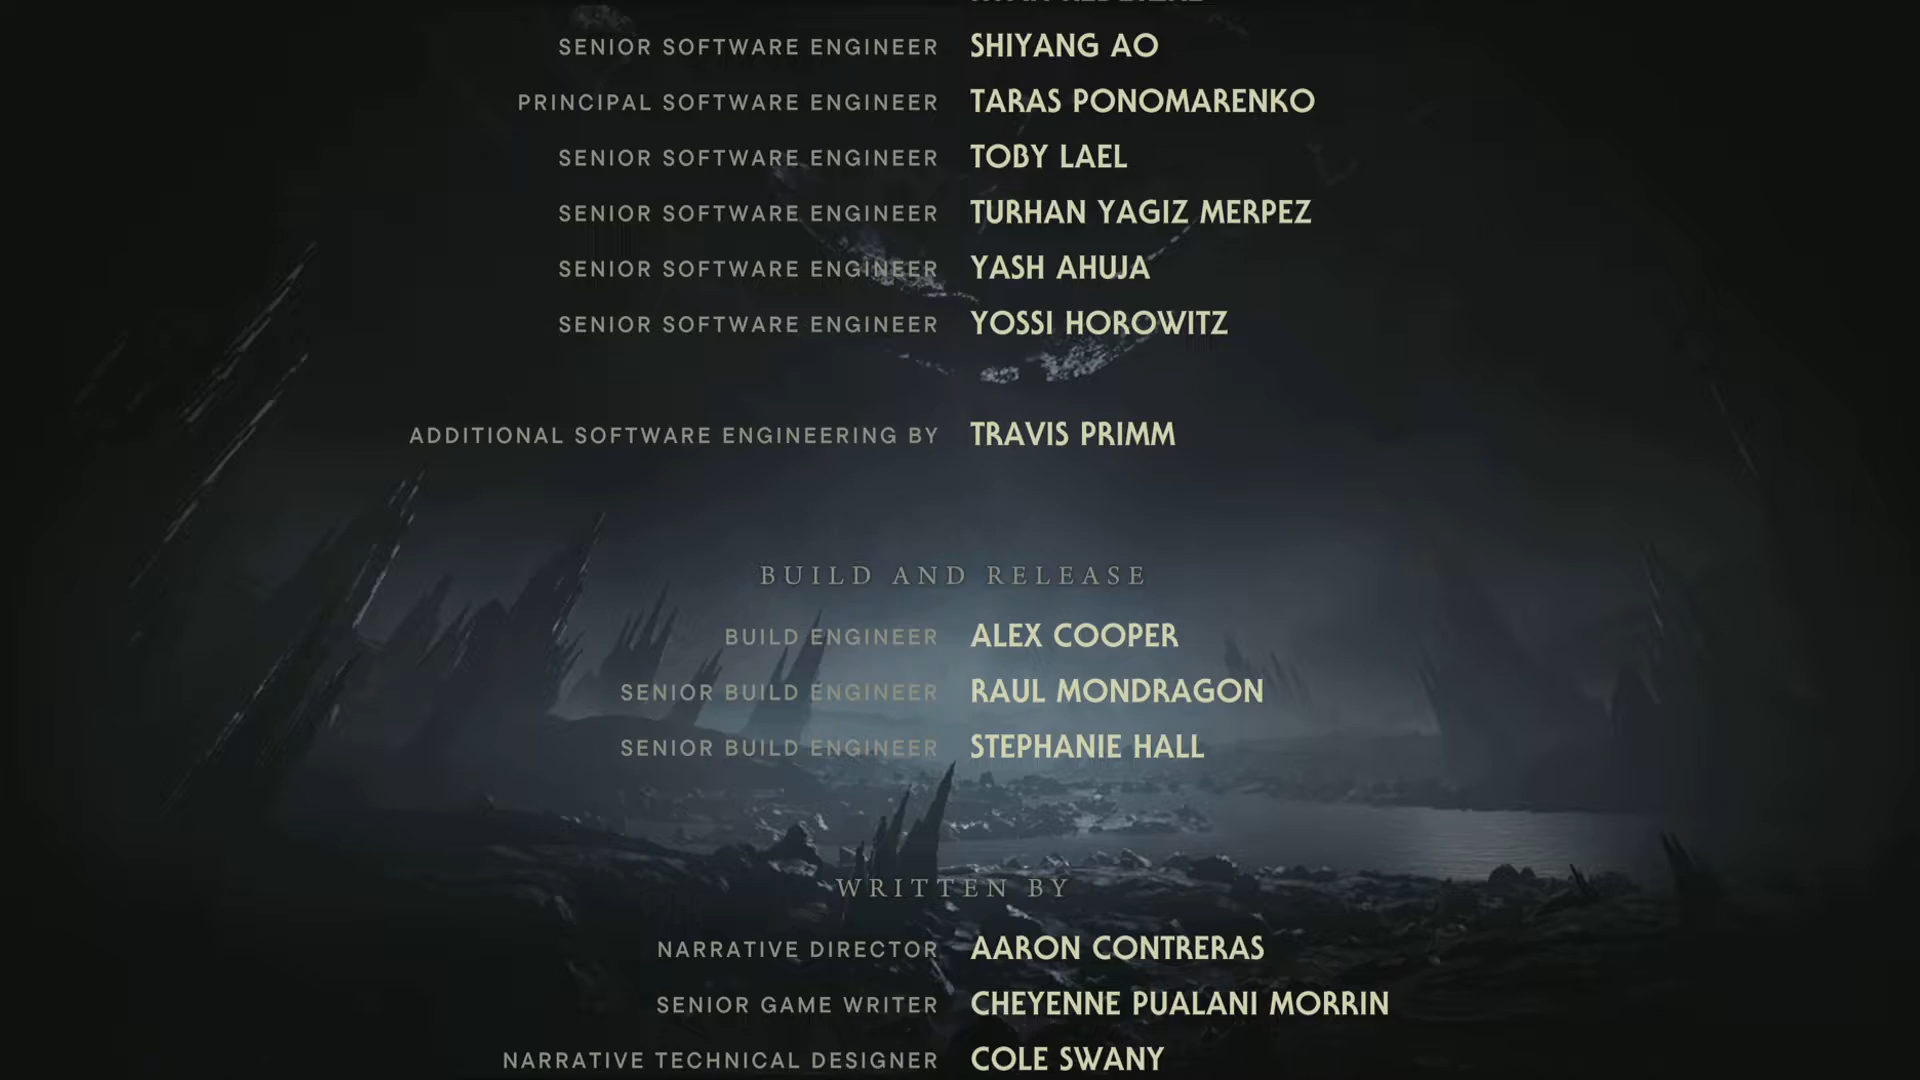 SENIOR SOFTWARE ENGINEER SHIYANG AO
PRINCIPAL SOFTWARE ENGINEER TARAS PONOMARENKO
SENIOR SOFTWARE ENGINEER TOBY LAEL
SENIOR SOFTWARE ENGINEER TURHAN YAGIZ MERPEZ
SENIOR SOFTWARE ENGINEER YASH AHUJA
SENIOR SOFTWARE ENGINEER YOSSI HOROWITZ
ADDITIONAL SOFTWARE ENGINEERING BY TRAVIS PRIMM
BUILD AND RELEASE
BUILD ENGINEER ALEX COOPER
SENIOR BUILD ENGINEER RAUL MONDRAGON
SENIOR BUILD ENGINEER STEPHANIE HALL
WRITTEN BY
NARRATIVE DIRECTOR AARON CONTRERAS
SENIOR GAME WRITER CHEYENNE PUALANI MORRIN
NARRATIVE TECHNICAL DESIGNER COLE SWANY